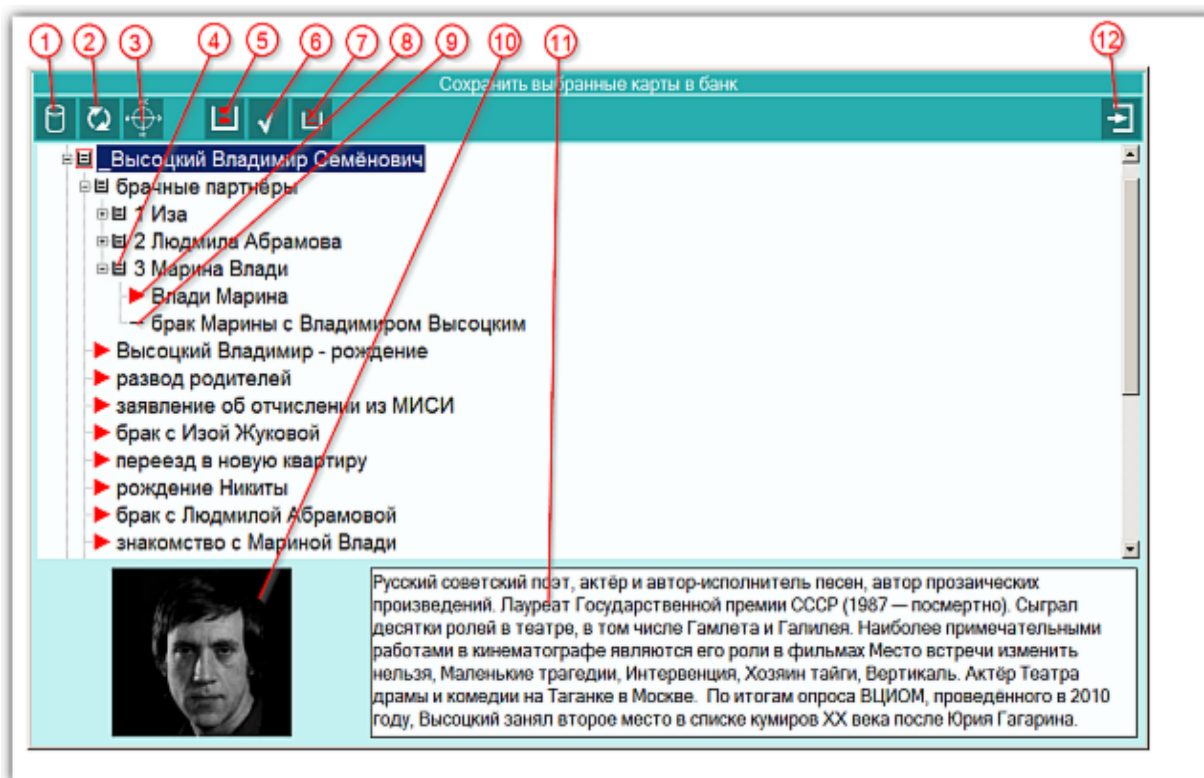 1 2 3 4 5 6 7 8 9 10 11 12
Сохранить выбранные карты в банк
_Высоцкий Владимир Семёнович
брачные партнёры
1 Иза
2 Людмила Абрамова
3 Марина Влади
Влади Марина
брак Марины с Владимиром Высоцким
Высоцкий Владимир - рождение
развод родителей
заявление об отчислении из МИСИ
брак с Изой Жуковой
переезд в новую квартиру
рождение Никиты
брак с Людмилой Абрамовой
знакомство с Мариной Влади
Русский советский поэт, актёр и автор-исполнитель песен, автор прозаических
произведений. Лауреат Государственной премии СССР (1987 — посмертно). Сыграл
десятки ролей в театре, в том числе Гамлета и Галилея. Наиболее примечательными
работами в кинематографе являются его роли в фильмах Место встречи изменить
нельзя, Маленькие трагедии, Интервенция, Хозяин тайги, Вертикаль. Актёр Театра
драмы и комедии на Таганке в Москве. По итогам опроса ВЦИОМ, проведённого в 2010
году, Высоцкий занял второе место в списке кумиров XX века после Юрия Гагарина.